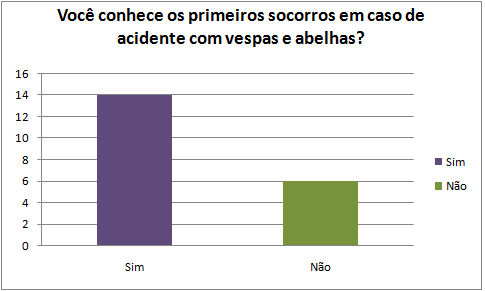 Você conhece os primeiros socorros em caso de
acidente com vespas e abelhas?
16
14
12
10
8
6
4
2
0
Sim
Não
Sim
Não